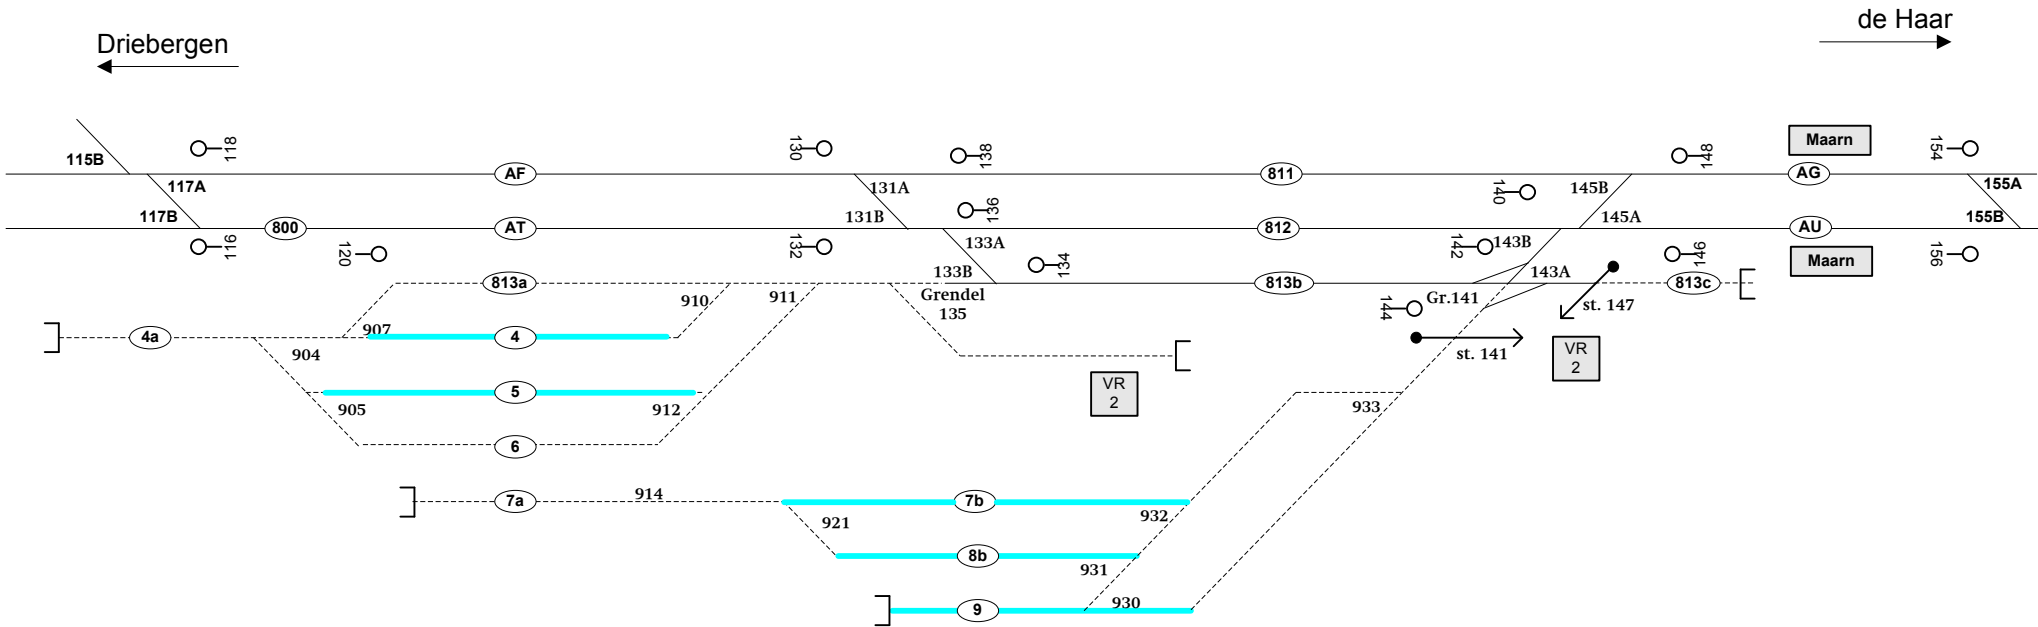 de Haar
Driebergen
118
130
138
148
Maarn
154
115B
117A
AF
131A
811
140
145B
AG
155A
117B
800
AT
131B
136
812
145A
AU
155B
116
120
132
133A
134
142
143B
146
Maarn
156
813a
133B
813b
143A
813c
910
911
Grendel
135
Gr.141
144
st. 147
4a
907
4
904
st. 141
VR
2
5
905
912
VR
2
933
6
7a
914
7b
921
932
8b
931
9
930